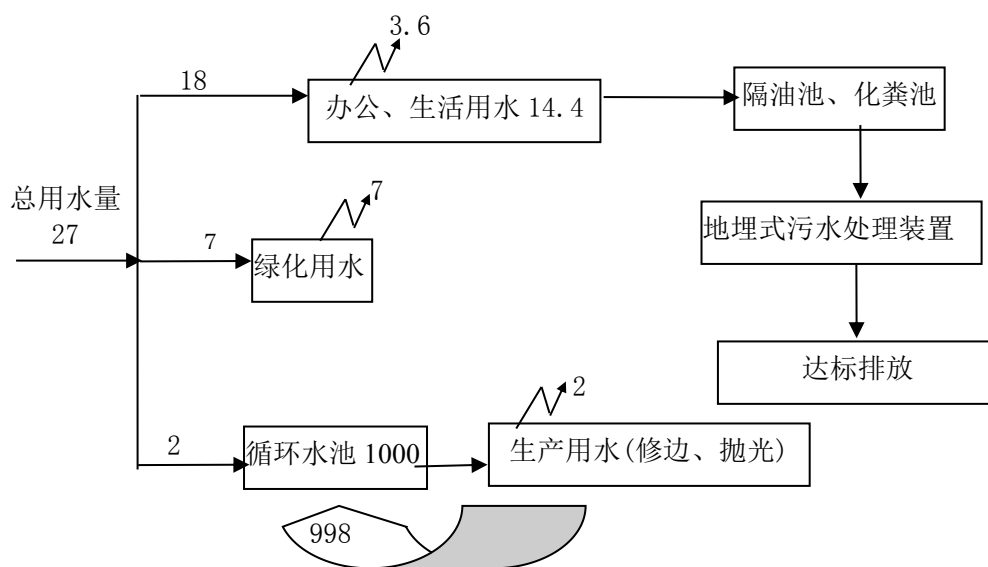 3.6
18
办公、生活用水 14.4
隔油池、化粪池
总用水量
27
7
7
绿化用水
地埋式污水处理装置
达标排放
2
2
循环水池 1000
生产用水(修边、抛光)
998